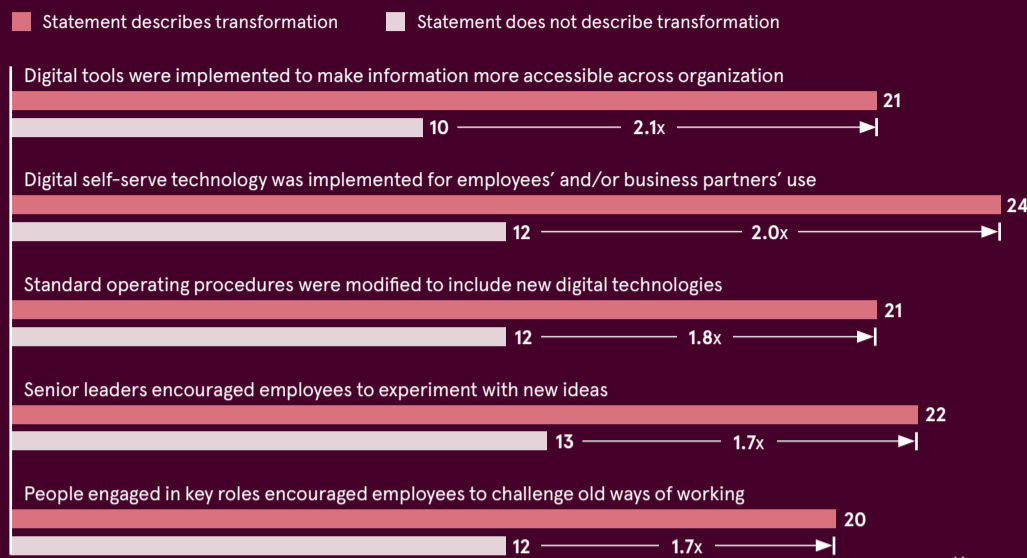 Statement describes transformation
Statement does not describe transformation
Digital tools were implemented to make information more accessible across organization
21
10
2.1x
Digital self-serve technology was implemented for employees’ and/or business partners’ use
24
12
2.0x
Standard operating procedures were modified to include new digital technologies
21
12
1.8x
Senior leaders encouraged employees to experiment with new ideas
22
13
1.7x
People engaged in key roles encouraged employees to challenge old ways of working
20
12
1.7x